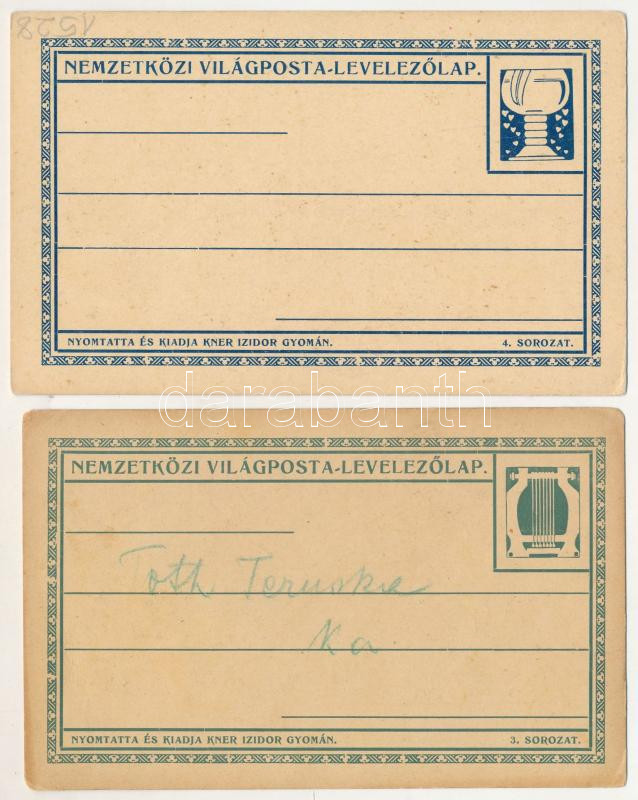 1528
NEMZETKÖZI VILÁGPOSTA-LEVELEZŐLAP.
NYOMTATTA ÉS KIADJA KNER IZIDOR GYOMÁN. 4. SOROZAT.
darabanth
NEMZETKÖZI VILÁGPOSTA-LEVELEZŐLAP.
Toth Teruska
Ka
NYOMTATTA ÉS KIADJA KNER IZIDOR GYOMÁN. 3. SOROZAT.